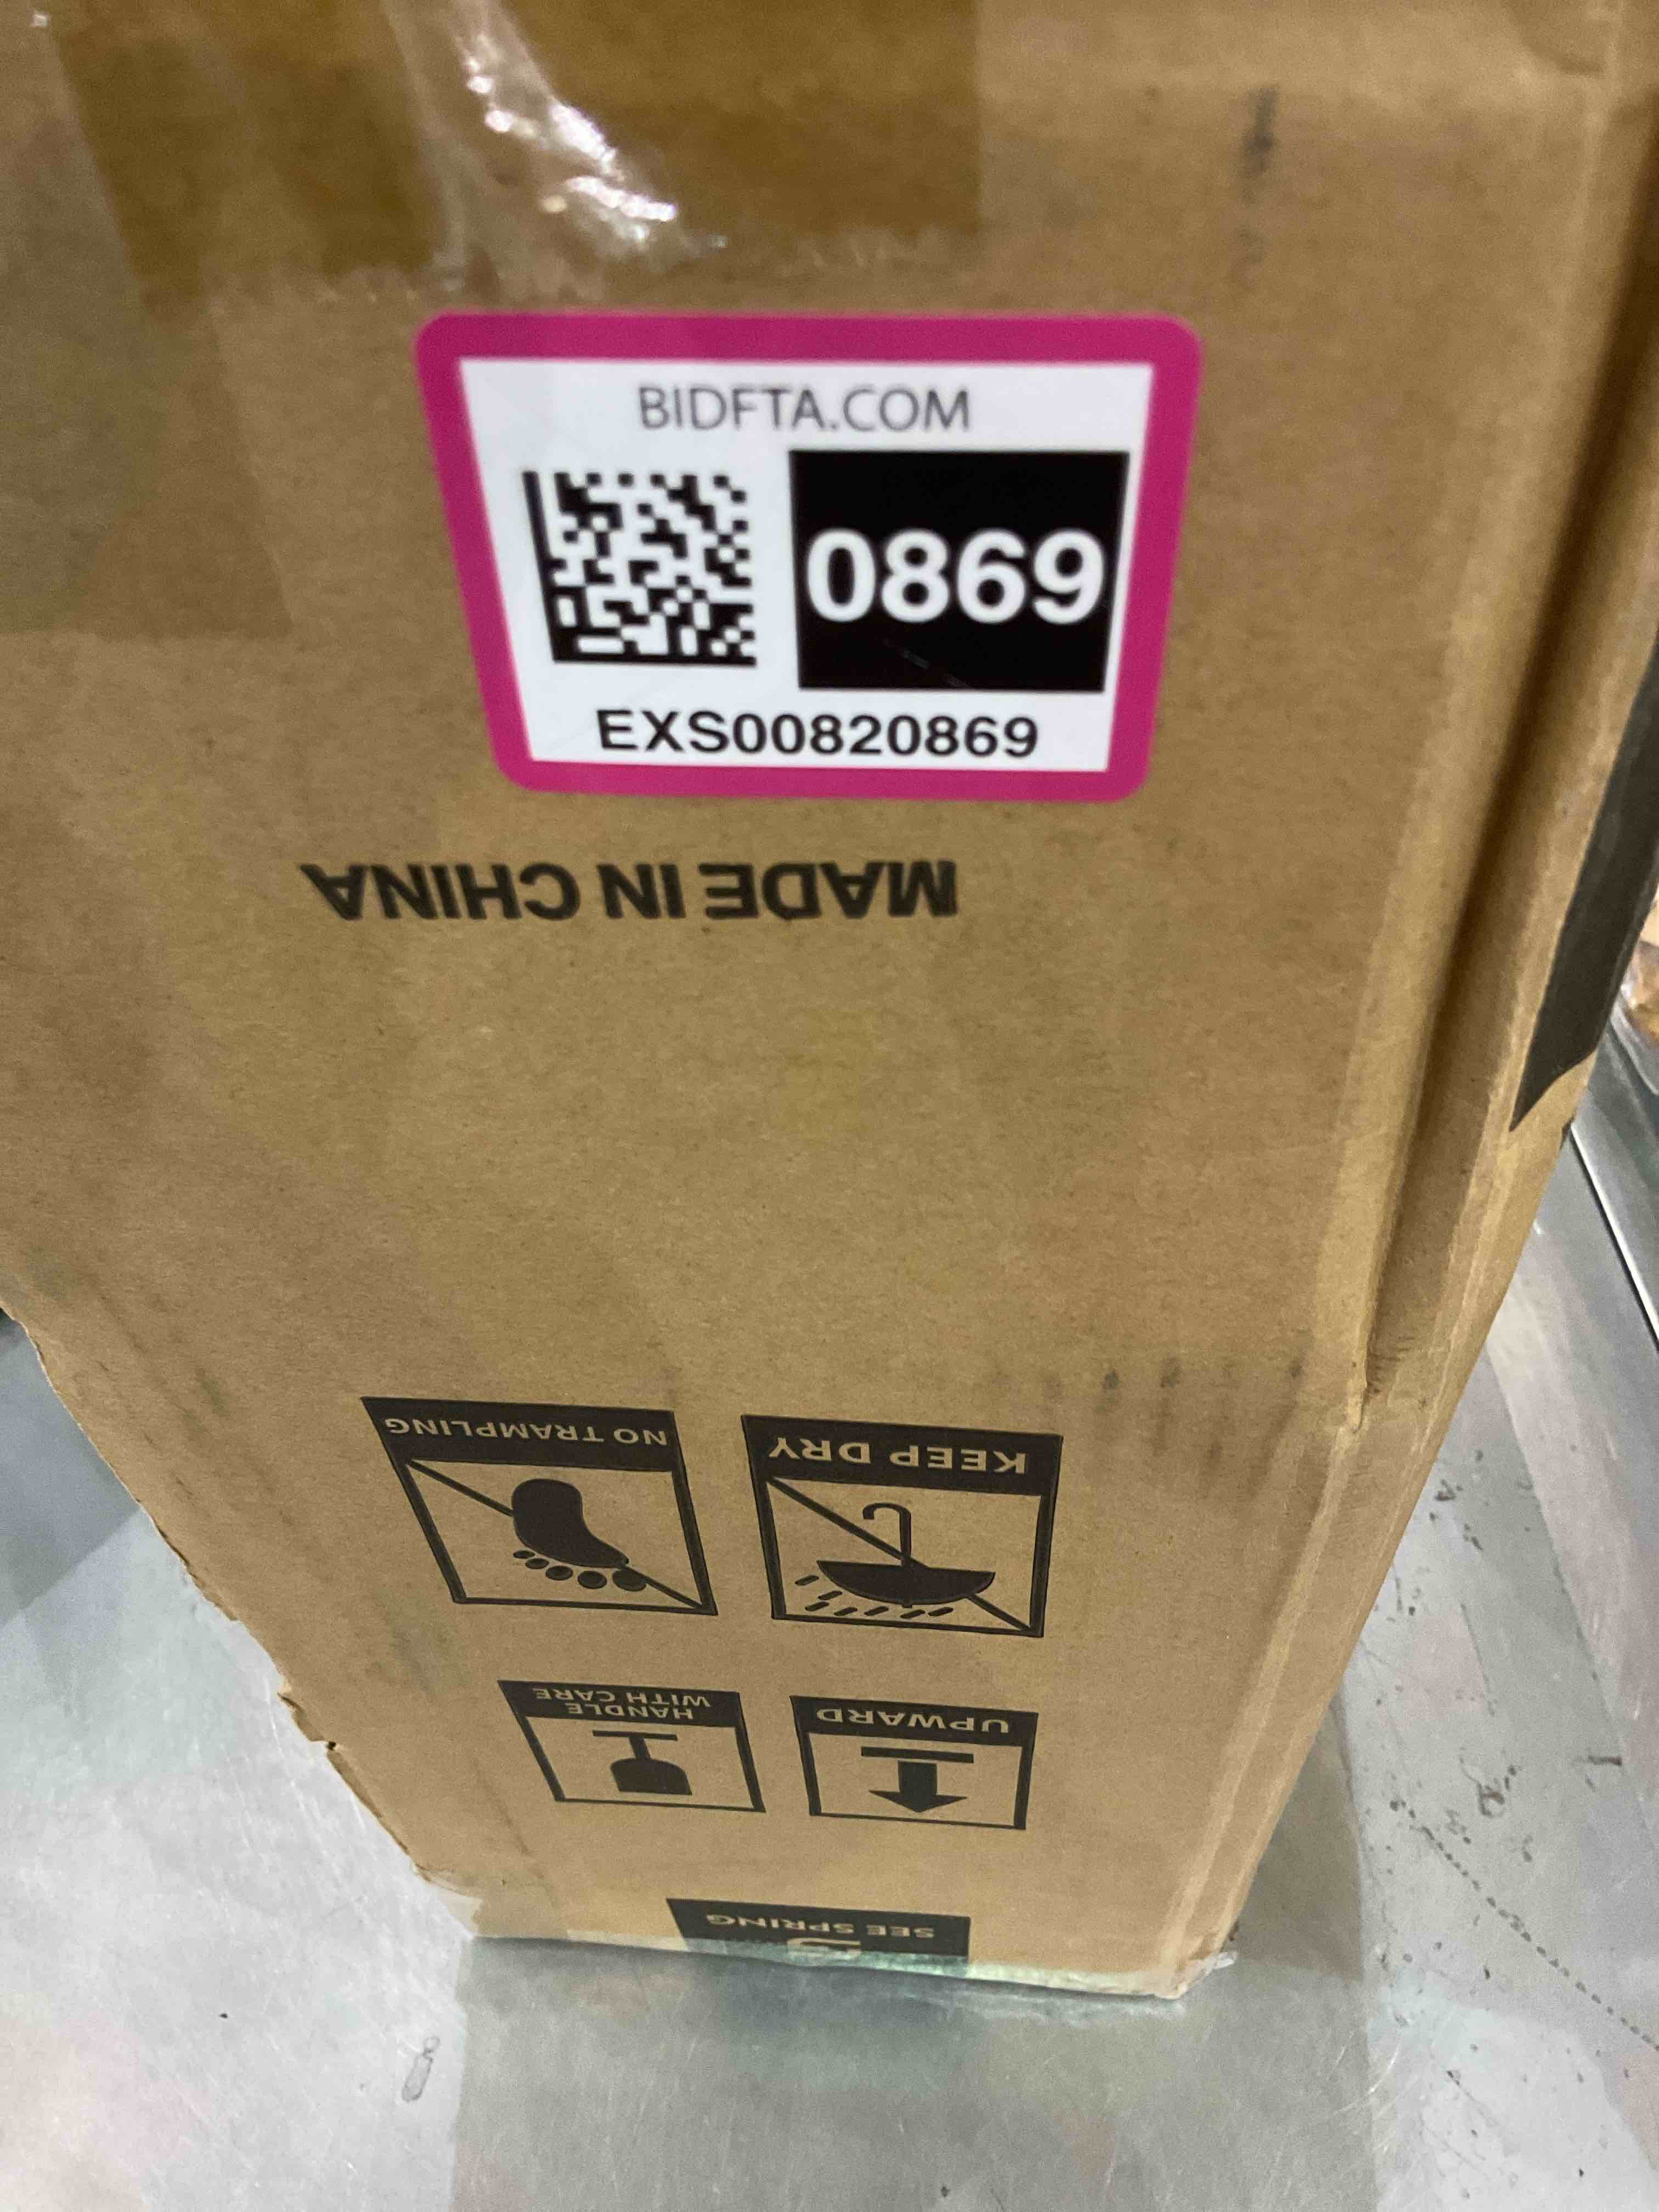 BIDFTA.COM
0869
EXS00820869
MADE IN CHINA
NO TRAMPLING
KEEP DRY
HANDLE
WITH CARE
UPWARD
SEE SPRING